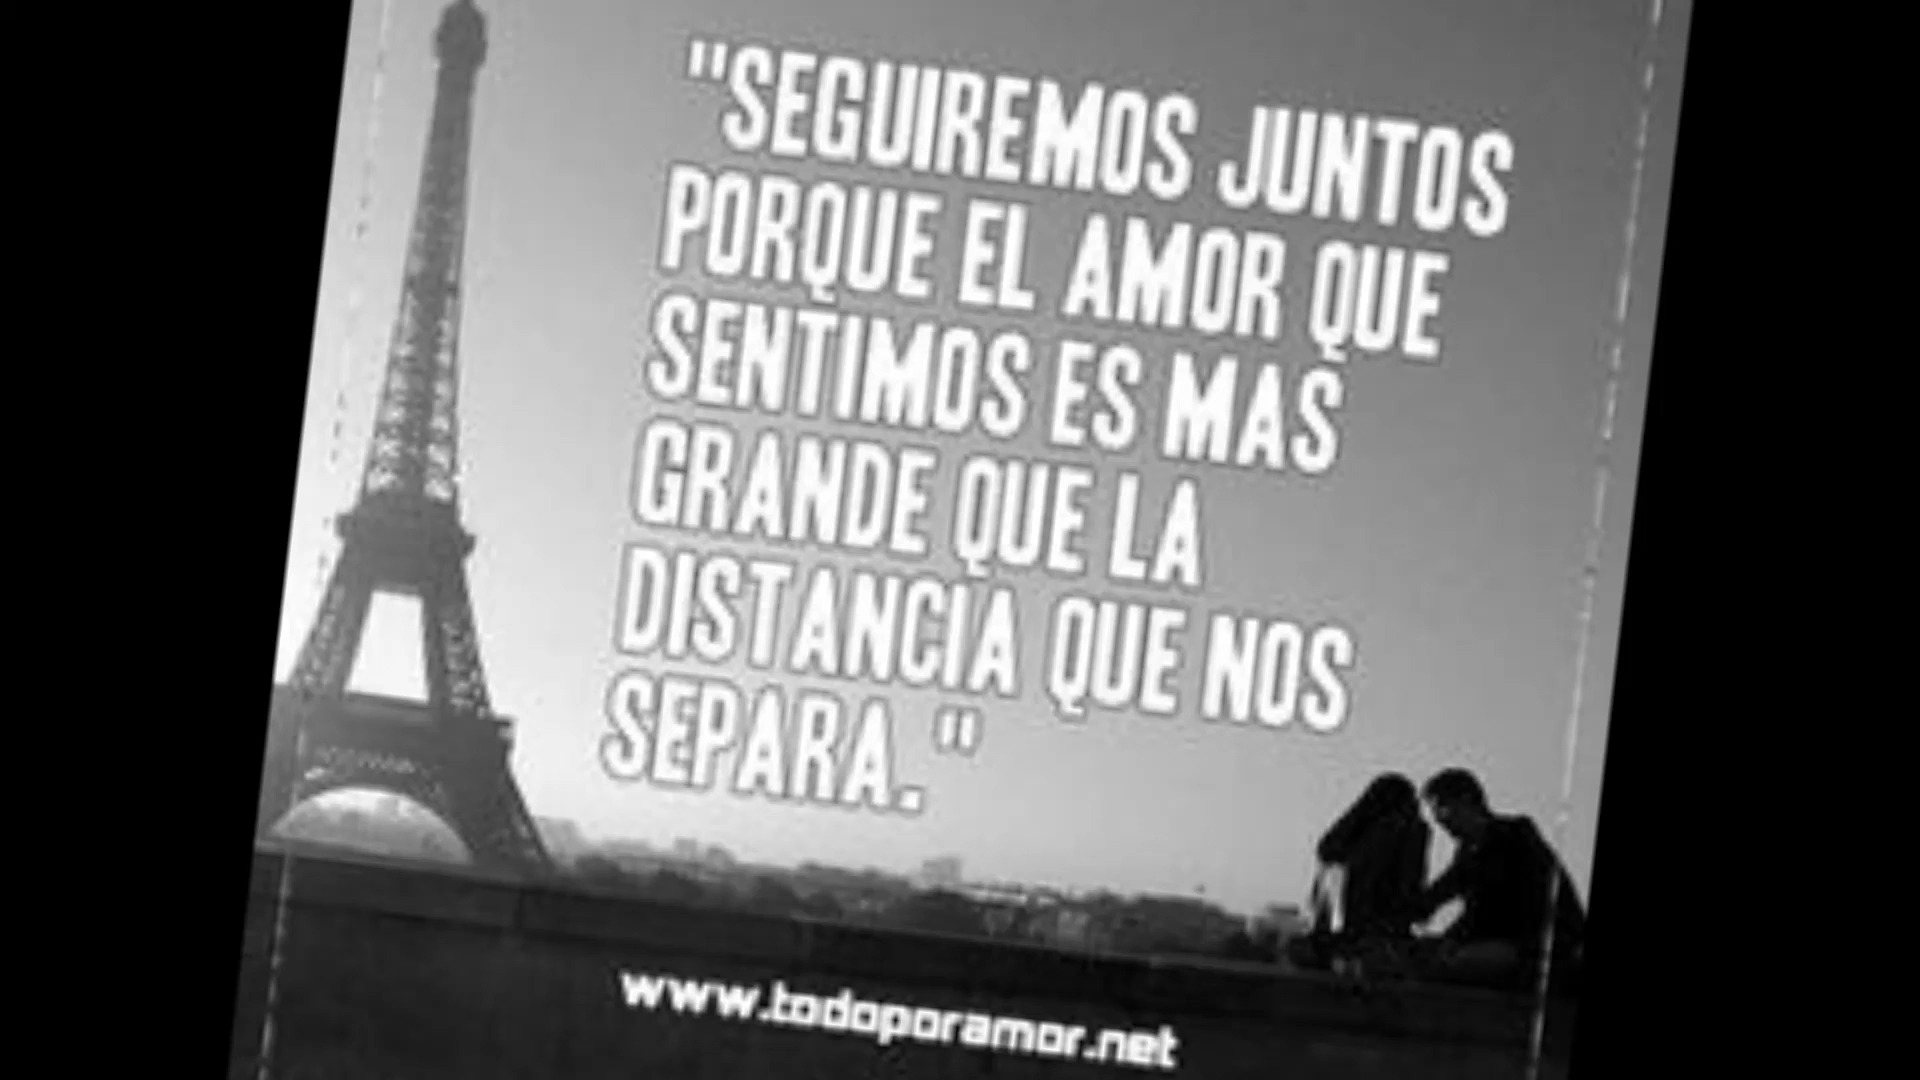 "SEGUIREMOS JUNTOS
PORQUE EL AMOR QUE
SENTIMOS ES MAS
GRANDE QUE LA
DISTANCIA QUE NOS
SEPARA."
www.todoporamor.net